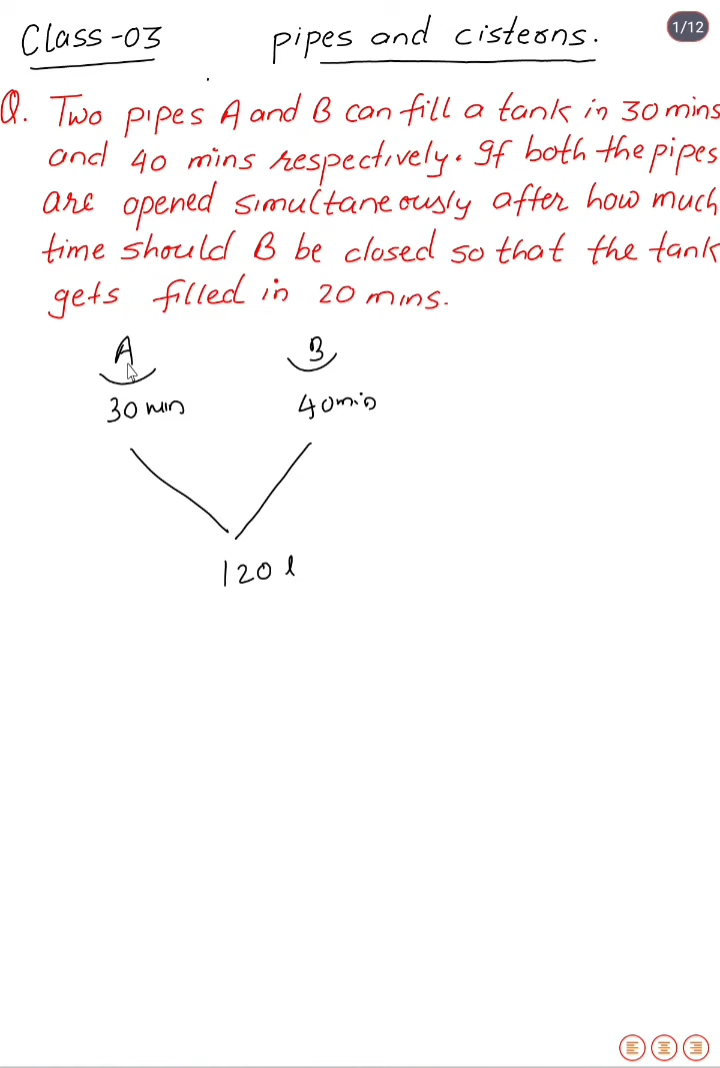 Class-03 pipes and cisterns.
1/12
Q. Two pipes A and B can fill a tank in 30 mins
and 40 mins respectively. If both the pipes
are opened simultaneously after how much
time should B be closed so that the tank
gets filled in 20 mins.
A B
30 min 40 min
120 l